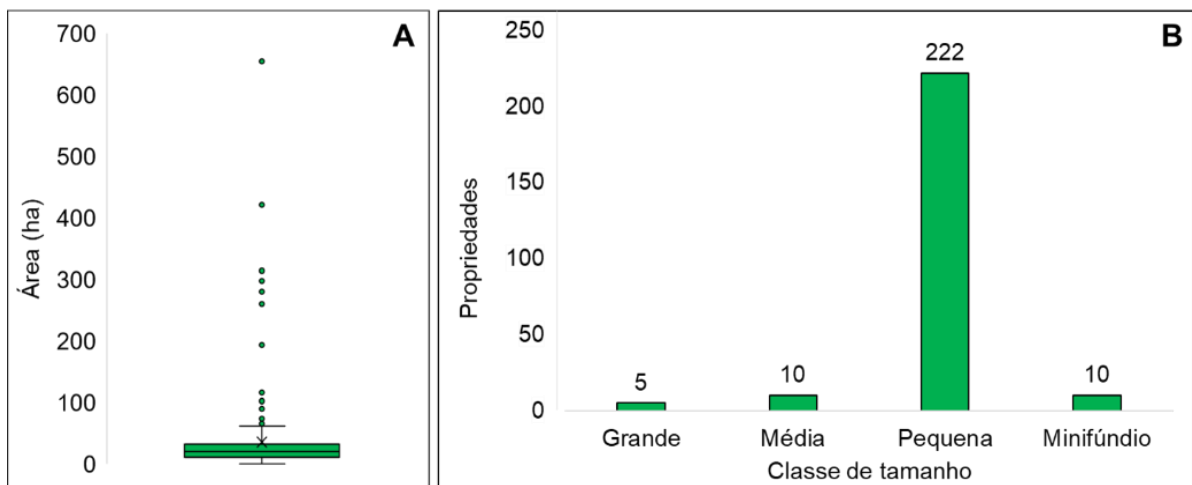 A
700
600
500
400
300
200
100
0
Área (ha)
B
250
200
150
100
50
0
Propriedades
5
10
222
10
Grande
Média
Pequena
Minifúndio
Classe de tamanho